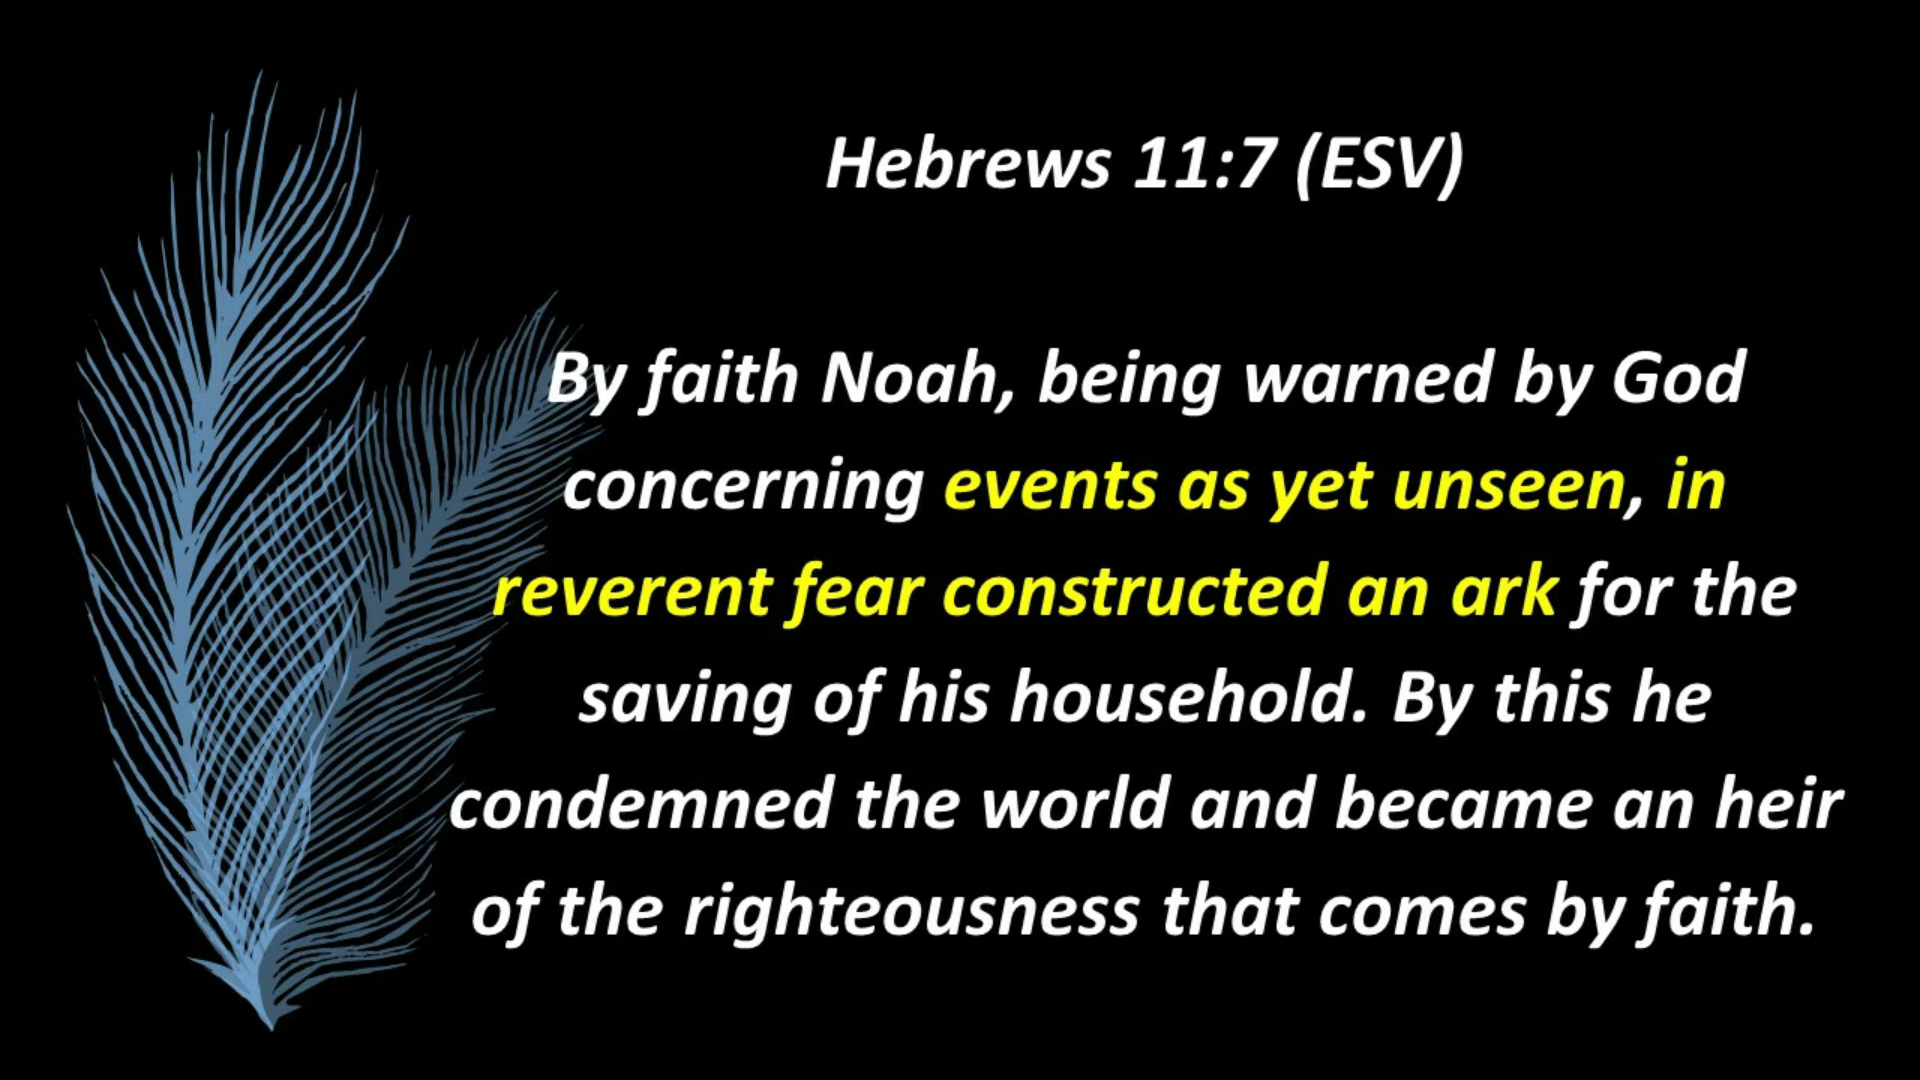 Hebrews 11:7 (ESV)
By faith Noah, being warned by God
concerning events as yet unseen, in
reverent fear constructed an ark for the
saving of his household. By this he
condemned the world and became an heir
of the righteousness that comes by faith.